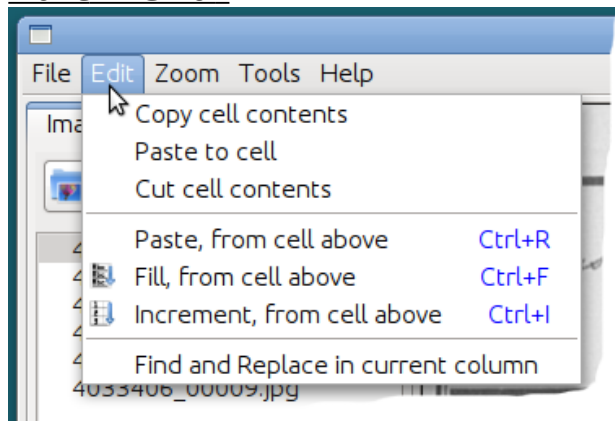 File Edit Zoom Tools Help
Ima
Copy cell contents
Paste to cell
Cut cell contents
Paste, from cell above Ctrl+R
Fill, from cell above Ctrl+F
Increment, from cell above Ctrl+I
Find and Replace in current column
4033406_00009.jpg